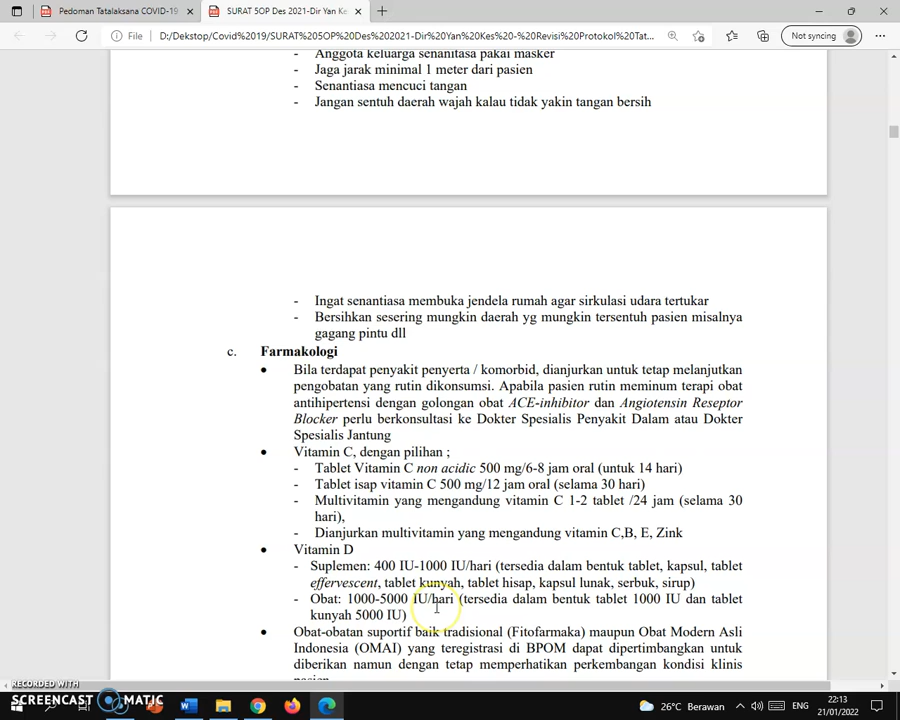 Pedoman Tatalaksana COVID-19
SURAT 5OP Des 2021-Dir Yan Ke
Not syncing
File
D:/Dekstop/Covid%2019/SURAT%205OP%20Des%202021-Dir%20Yan%20Kes%20-%20Revisi%20Protokol%20Tat...
- Anggota keluarga senanitasa pakai masker
- Jaga jarak minimal 1 meter dari pasien
- Senantiasa mencuci tangan
- Jangan sentuh daerah wajah kalau tidak yakin tangan bersih
- Ingat senantiasa membuka jendela rumah agar sirkulasi udara tertukar
- Bersihkan sesering mungkin daerah yg mungkin tersentuh pasien misalnya
gagang pintu dll
c. Farmakologi
• Bila terdapat penyakit penyerta / komorbid, dianjurkan untuk tetap melanjutkan
pengobatan yang rutin dikonsumsi. Apabila pasien rutin meminum terapi obat
antihipertensi dengan golongan obat ACE-inhibitor dan Angiotensin Reseptor
Blocker perlu berkonsultasi ke Dokter Spesialis Penyakit Dalam atau Dokter
Spesialis Jantung
• Vitamin C, dengan pilihan ;
- Tablet Vitamin C non acidic 500 mg/6-8 jam oral (untuk 14 hari)
- Tablet isap vitamin C 500 mg/12 jam oral (selama 30 hari)
- Multivitamin yang mengandung vitamin C 1-2 tablet /24 jam (selama 30
hari),
- Dianjurkan multivitamin yang mengandung vitamin C,B, E, Zink
• Vitamin D
- Suplemen: 400 IU-1000 IU/hari (tersedia dalam bentuk tablet, kapsul, tablet
effervescent, tablet kunyah, tablet hisap, kapsul lunak, serbuk, sirup)
- Obat: 1000-5000 IU/hari (tersedia dalam bentuk tablet 1000 IU dan tablet
kunyah 5000 IU)
• Obat-obatan suportif baik tradisional (Fitofarmaka) maupun Obat Modern Asli
Indonesia (OMAI) yang teregistrasi di BPOM dapat dipertimbangkan untuk
diberikan namun dengan tetap memperhatikan perkembangan kondisi klinis
pasien
RECORDED WITH
SCREENCAST MATIC
26°C Berawan
ENG
22:13
21/01/2022